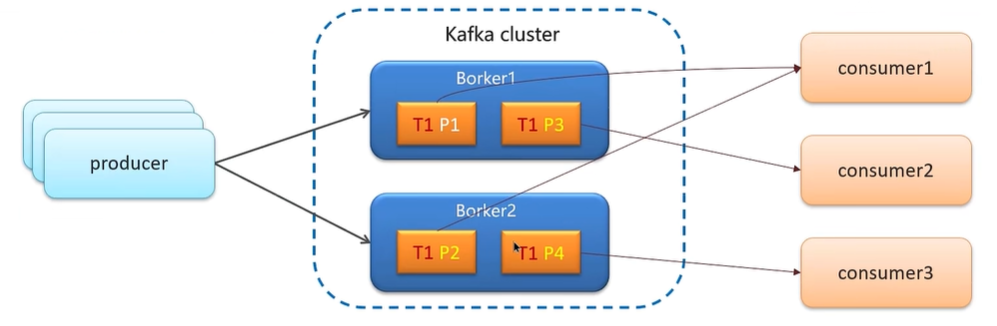 Kafka cluster
Borker1
T1 P1
T1 P3
producer
Borker2
T1 P2
T1 P4
consumer1
consumer2
consumer3